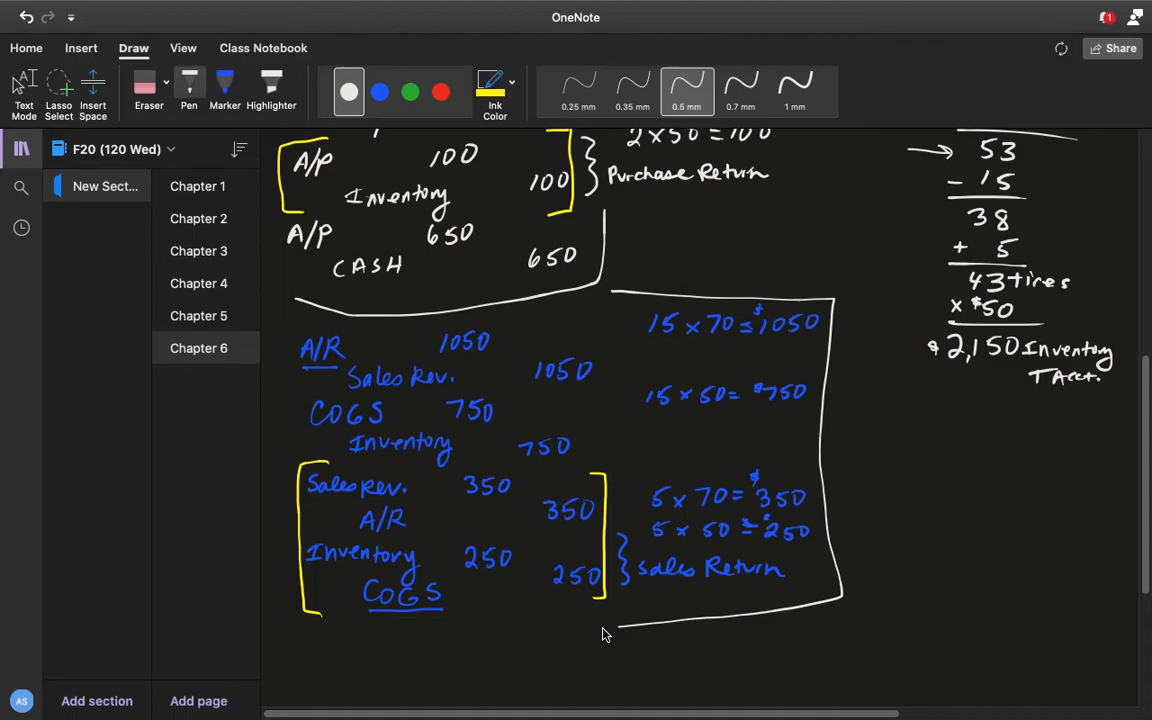 OneNote
1
Home Insert Draw View Class Notebook
Share
Text Mode
Lasso Select
Insert Space
Eraser
Pen
Marker
Highlighter
Ink Color
0.25 mm
0.35 mm
0.5 mm
0.7 mm
1 mm
F20 (120 Wed)
New Sect...
Chapter 1
Chapter 2
Chapter 3
Chapter 4
Chapter 5
Chapter 6
2 x 50 = 100
A/P 100
Inventory 100
Purchase Return
A/P 650
CASH 650
A/R 1050
Sales Rev. 1050
COGS 750
Inventory 750
Sales Rev. 350
A/R 350
Inventory 250
COGS 250
15 x 70 = $1050
15 x 50 = $750
5 x 70 = $350
5 x 50 = $250
Sales Return
53
- 15
38
+ 5
43 tires
x $50
$2,150 Inventory
T Acct.
AS
Add section
Add page